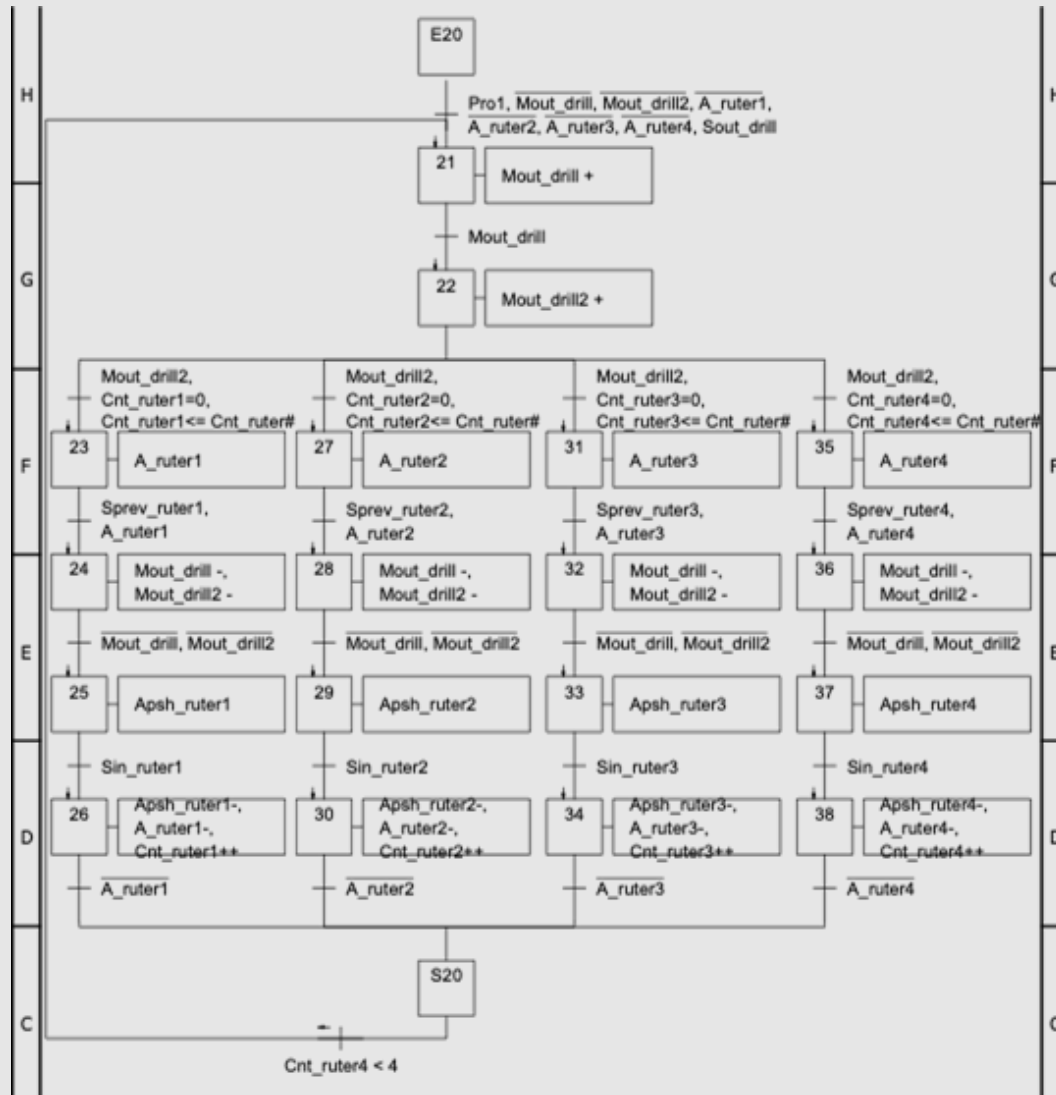 E20
H
H
Pro1, Mout_drill, Mout_drill2, A_ruter1,
A_ruter2, A_ruter3, A_ruter4, Sout_drill
21
Mout_drill +
Mout_drill
G
G
22
Mout_drill2 +
Mout_drill2,
Cnt_ruter1=0,
Cnt_ruter1<= Cnt_ruter#
Mout_drill2,
Cnt_ruter2=0,
Cnt_ruter2<= Cnt_ruter#
Mout_drill2,
Cnt_ruter3=0,
Cnt_ruter3<= Cnt_ruter#
Mout_drill2,
Cnt_ruter4=0,
Cnt_ruter4<= Cnt_ruter#
F
23
A_ruter1
27
A_ruter2
31
A_ruter3
35
A_ruter4
F
Sprev_ruter1,
A_ruter1
Sprev_ruter2,
A_ruter2
Sprev_ruter3,
A_ruter3
Sprev_ruter4,
A_ruter4
24
Mout_drill -,
Mout_drill2 -
28
Mout_drill -,
Mout_drill2 -
32
Mout_drill -,
Mout_drill2 -
36
Mout_drill -,
Mout_drill2 -
E
Mout_drill, Mout_drill2
Mout_drill, Mout_drill2
Mout_drill, Mout_drill2
Mout_drill, Mout_drill2
E
25
Apsh_ruter1
29
Apsh_ruter2
33
Apsh_ruter3
37
Apsh_ruter4
Sin_ruter1
Sin_ruter2
Sin_ruter3
Sin_ruter4
D
26
Apsh_ruter1-,
A_ruter1-,
Cnt_ruter1++
30
Apsh_ruter2-,
A_ruter2-,
Cnt_ruter2++
34
Apsh_ruter3-,
A_ruter3-,
Cnt_ruter3++
38
Apsh_ruter4-,
A_ruter4-,
Cnt_ruter4++
D
A_ruter1
A_ruter2
A_ruter3
A_ruter4
S20
C
C
Cnt_ruter4 < 4